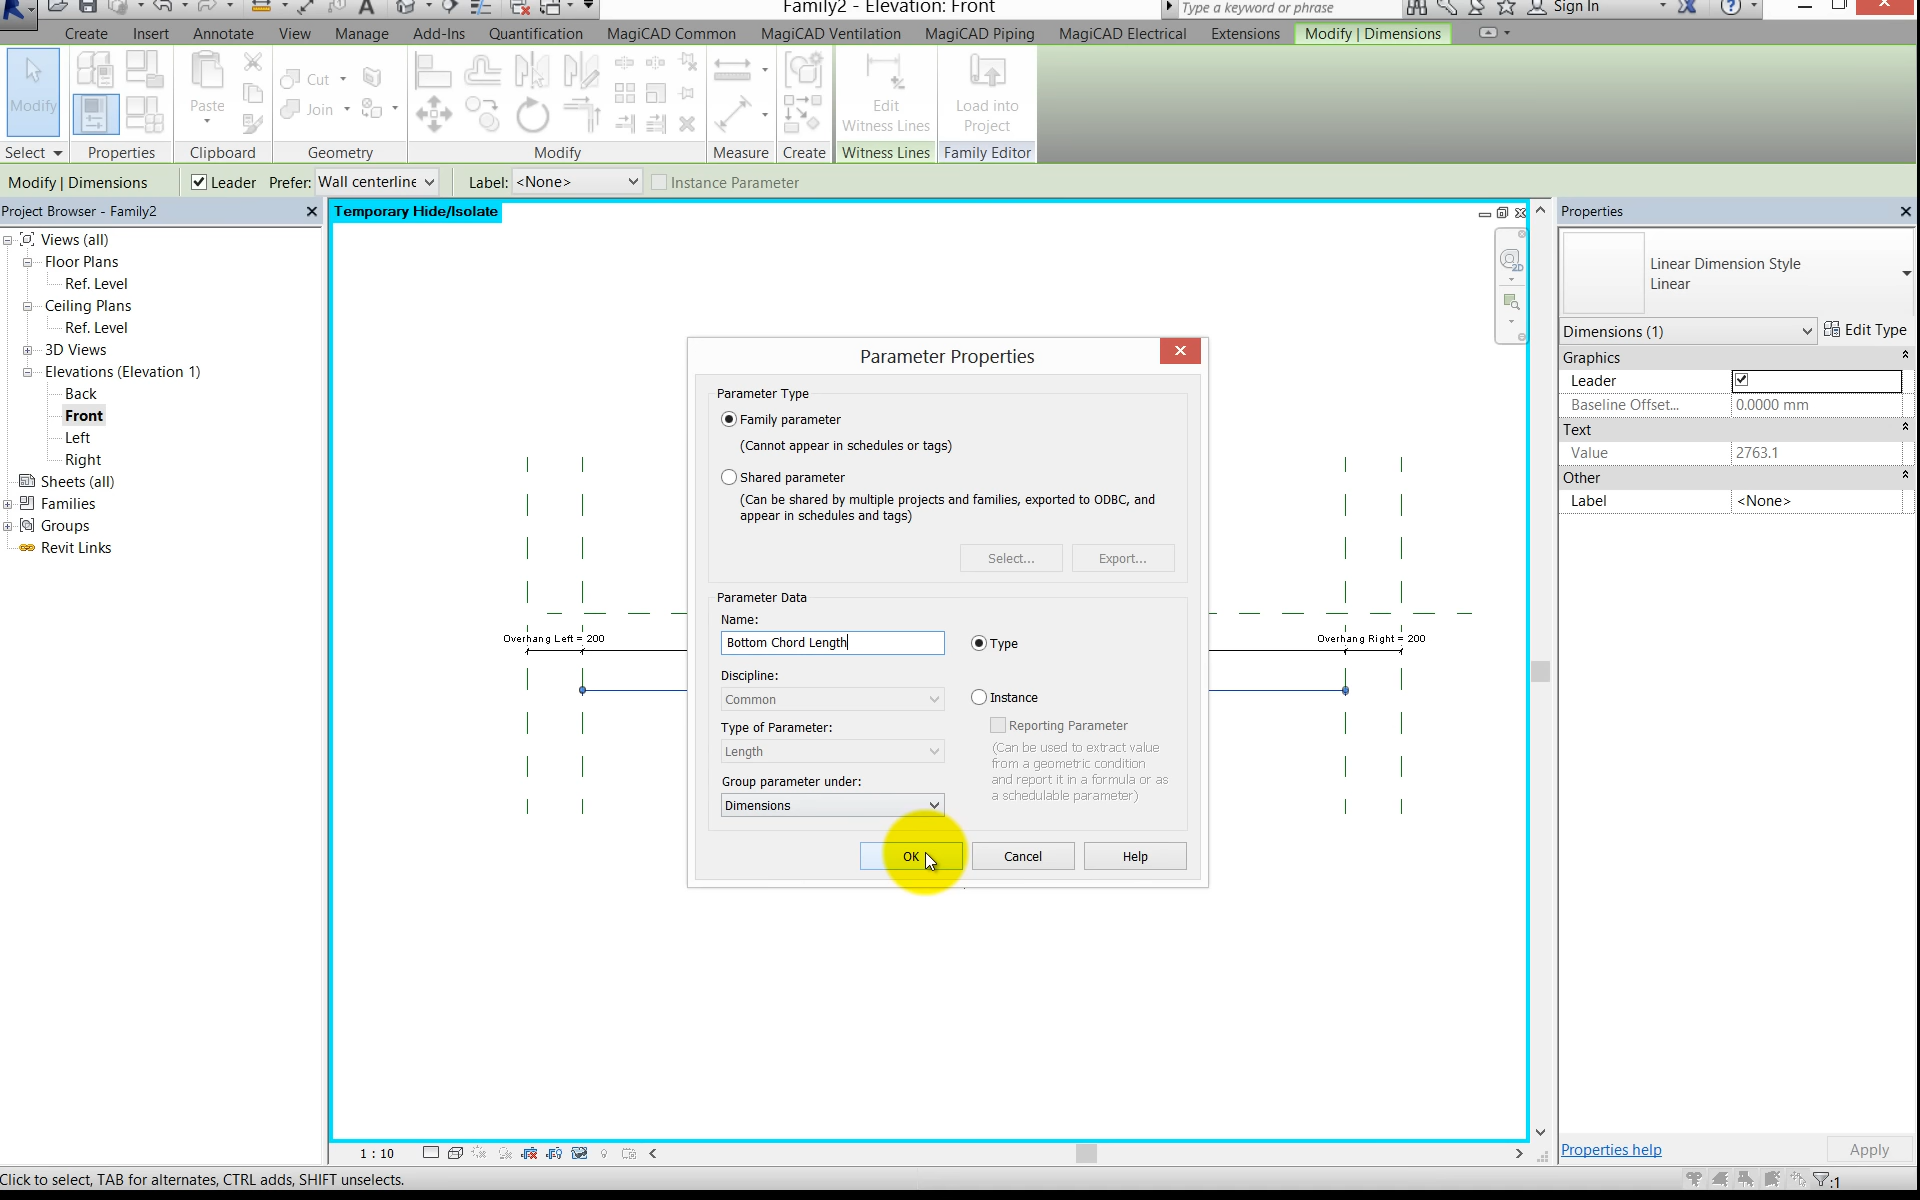 Family2 - Elevation: Front
Type a keyword or phrase
Sign In
Create Insert Annotate View Manage Add-Ins Quantification MagiCAD Common MagiCAD Ventilation MagiCAD Piping MagiCAD Electrical Extensions Modify | Dimensions
Modify
Paste
Cut
Join
Edit
Witness Lines
Load into
Project
Select Properties Clipboard Geometry Modify Measure Create Witness Lines Family Editor
Modify | Dimensions Leader Prefer: Wall centerline Label: <None> Instance Parameter
Project Browser - Family2
Views (all)
Floor Plans
Ref. Level
Ceiling Plans
Ref. Level
3D Views
Elevations (Elevation 1)
Back
Front
Left
Right
Sheets (all)
Families
Groups
Revit Links
Temporary Hide/Isolate
2D
Overhang Left = 200
Overhang Right = 200
Parameter Properties
Parameter Type
Family parameter
(Cannot appear in schedules or tags)
Shared parameter
(Can be shared by multiple projects and families, exported to ODBC, and
appear in schedules and tags)
Select...
Export...
Parameter Data
Name:
Bottom Chord Length
Type
Discipline:
Common
Instance
Reporting Parameter
(Can be used to extract value
from a geometric condition
and report it in a formula or as
a schedulable parameter)
Type of Parameter:
Length
Group parameter under:
Dimensions
OK
Cancel
Help
Properties
Linear Dimension Style
Linear
Dimensions (1)
Edit Type
Graphics
Leader
Baseline Offset... 0.0000 mm
Text
Value 2763.1
Other
Label <None>
Properties help
Apply
1 : 10
Click to select, TAB for alternates, CTRL adds, SHIFT unselects.
:1